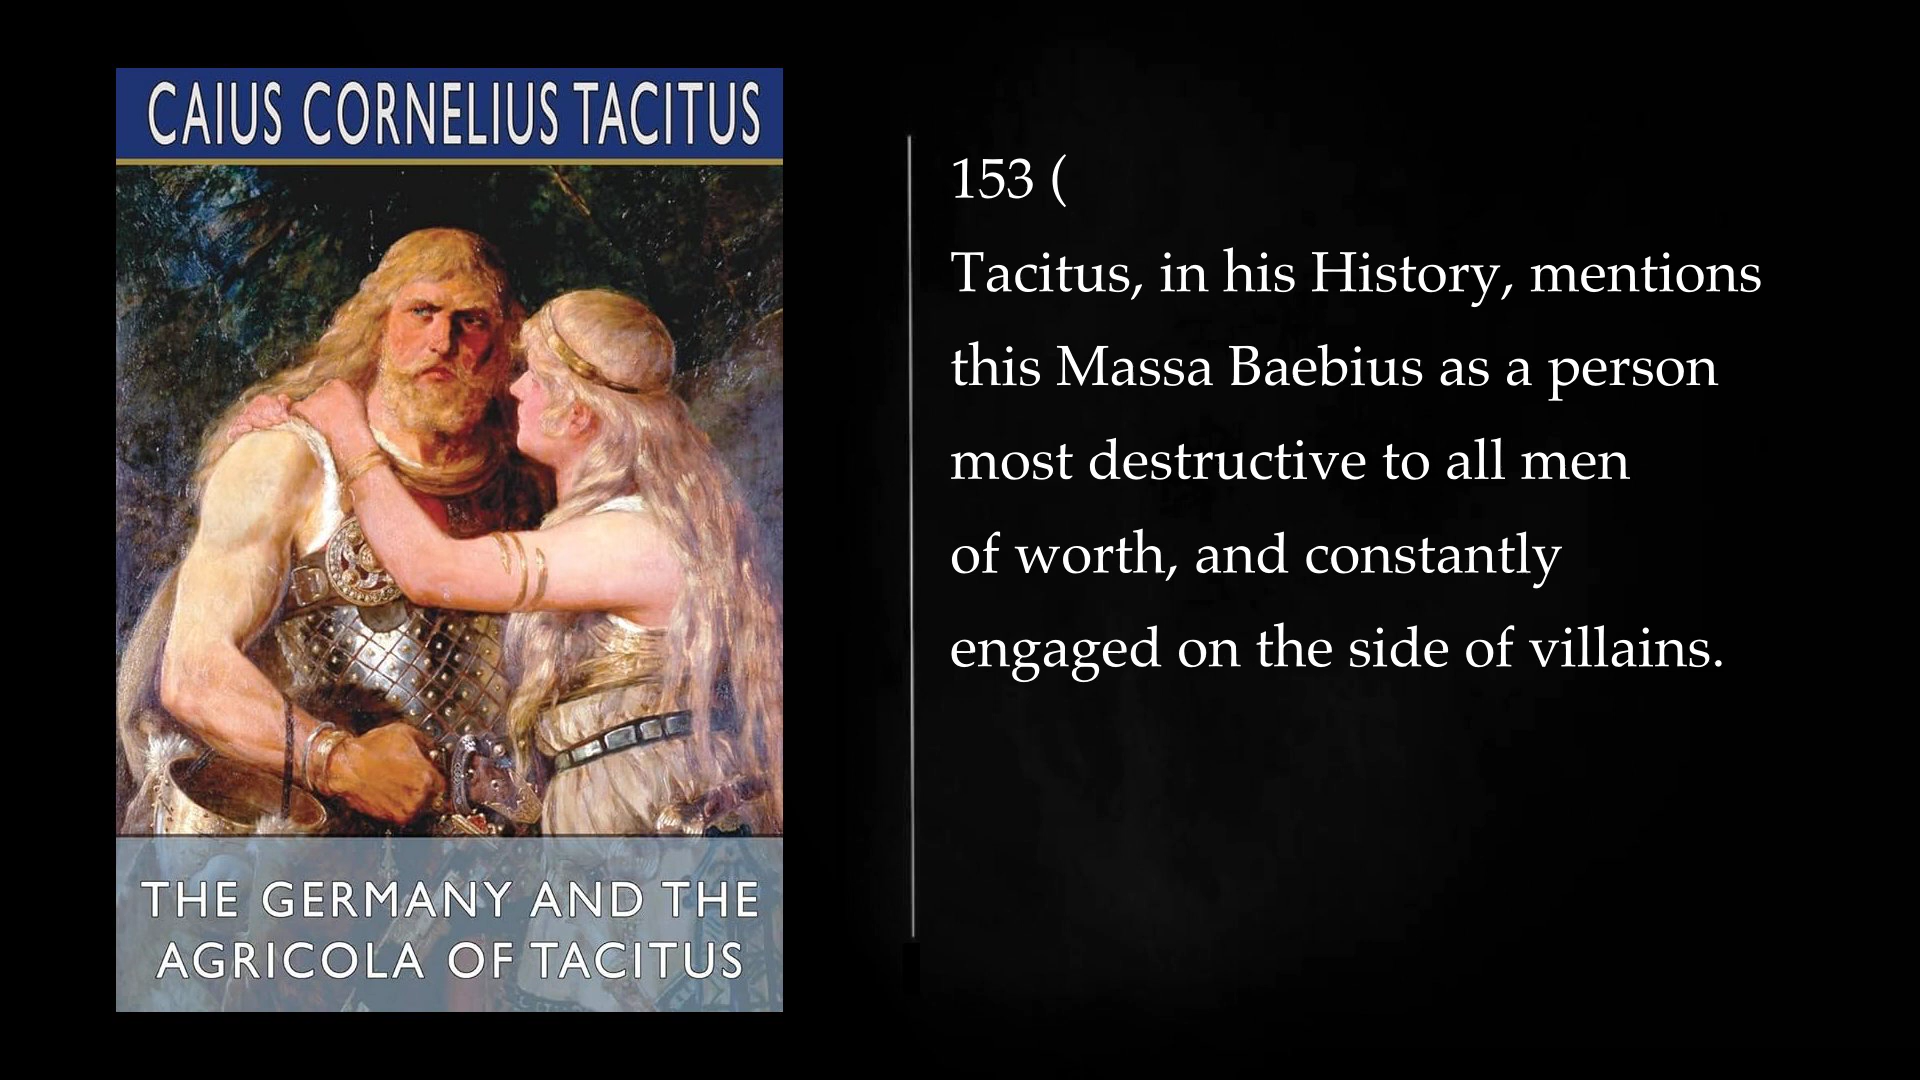 CAIUS CORNELIUS TACITUS
THE GERMANY AND THE
AGRICOLA OF TACITUS
153 (
Tacitus, in his History, mentions
this Massa Baebius as a person
most destructive to all men
of worth, and constantly
engaged on the side of villains.